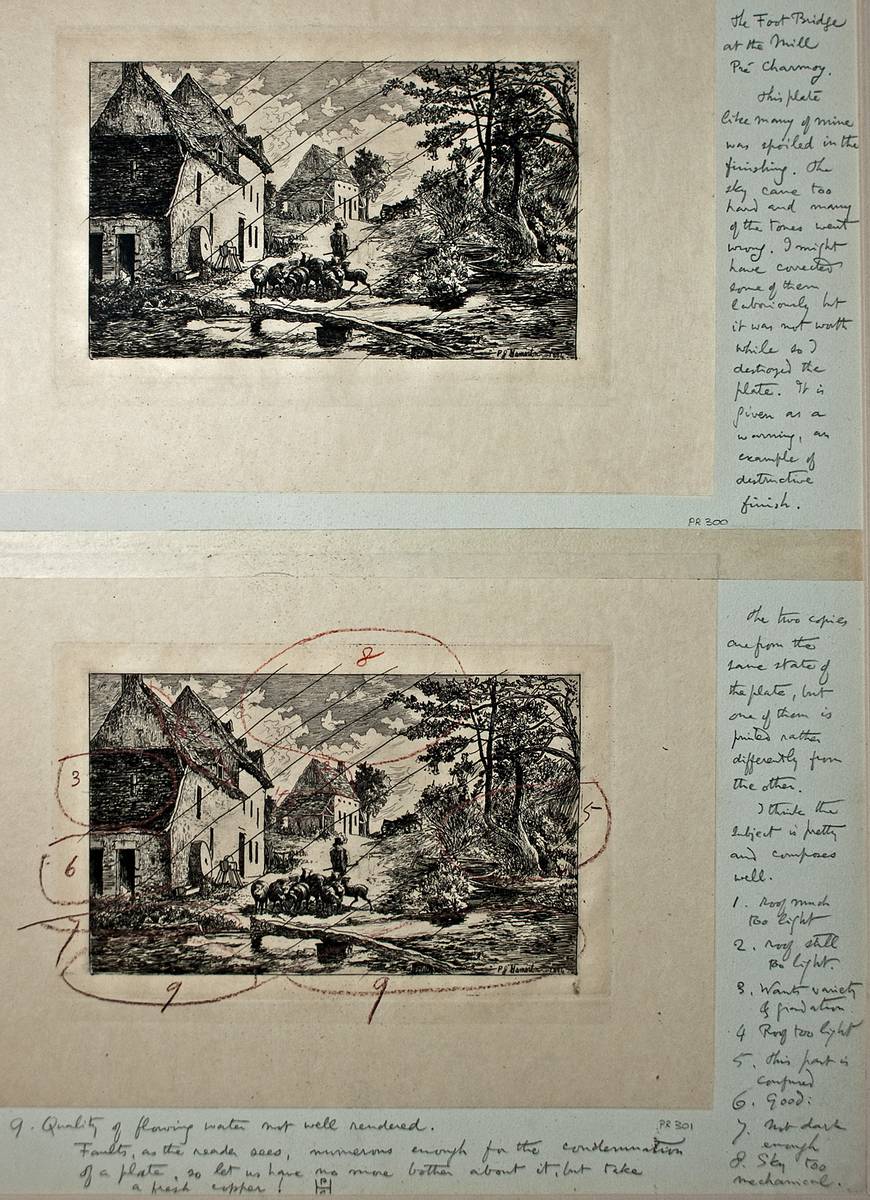 The Foot Bridge
at the Mill
Pré Charmoy.
This plate
like many of mine
was spoiled in the
finishing. The
sky came too
hard and many
of the tones went
wrong. I might
have corrected
some of them
laboriously but
it was not worth
while so I
destroyed the
plate. It is
given as a
warning, an
example of
destructive
finish.
PR 300
P G Hamerton
The two copies
are from the
same state of
the plate, but
one of them is
printed rather
differently from
the other.
I think the
subject is pretty
and composes
well.
1. Roof much
too light
2. roof still
too light.
3. Wants variety
of gradation.
4 Roof too light
5. This part is
confused
6. Good.
7. Not dark
enough
8. Sky too
mechanical.
8
3
5
6
7
9
9
P G Hamerton
PR 301
9. Quality of flowing water not well rendered.
Faults, as the reader sees, numerous enough for the condemnation
of a plate, so let us have no more bother about it, but take
a fresh copper!